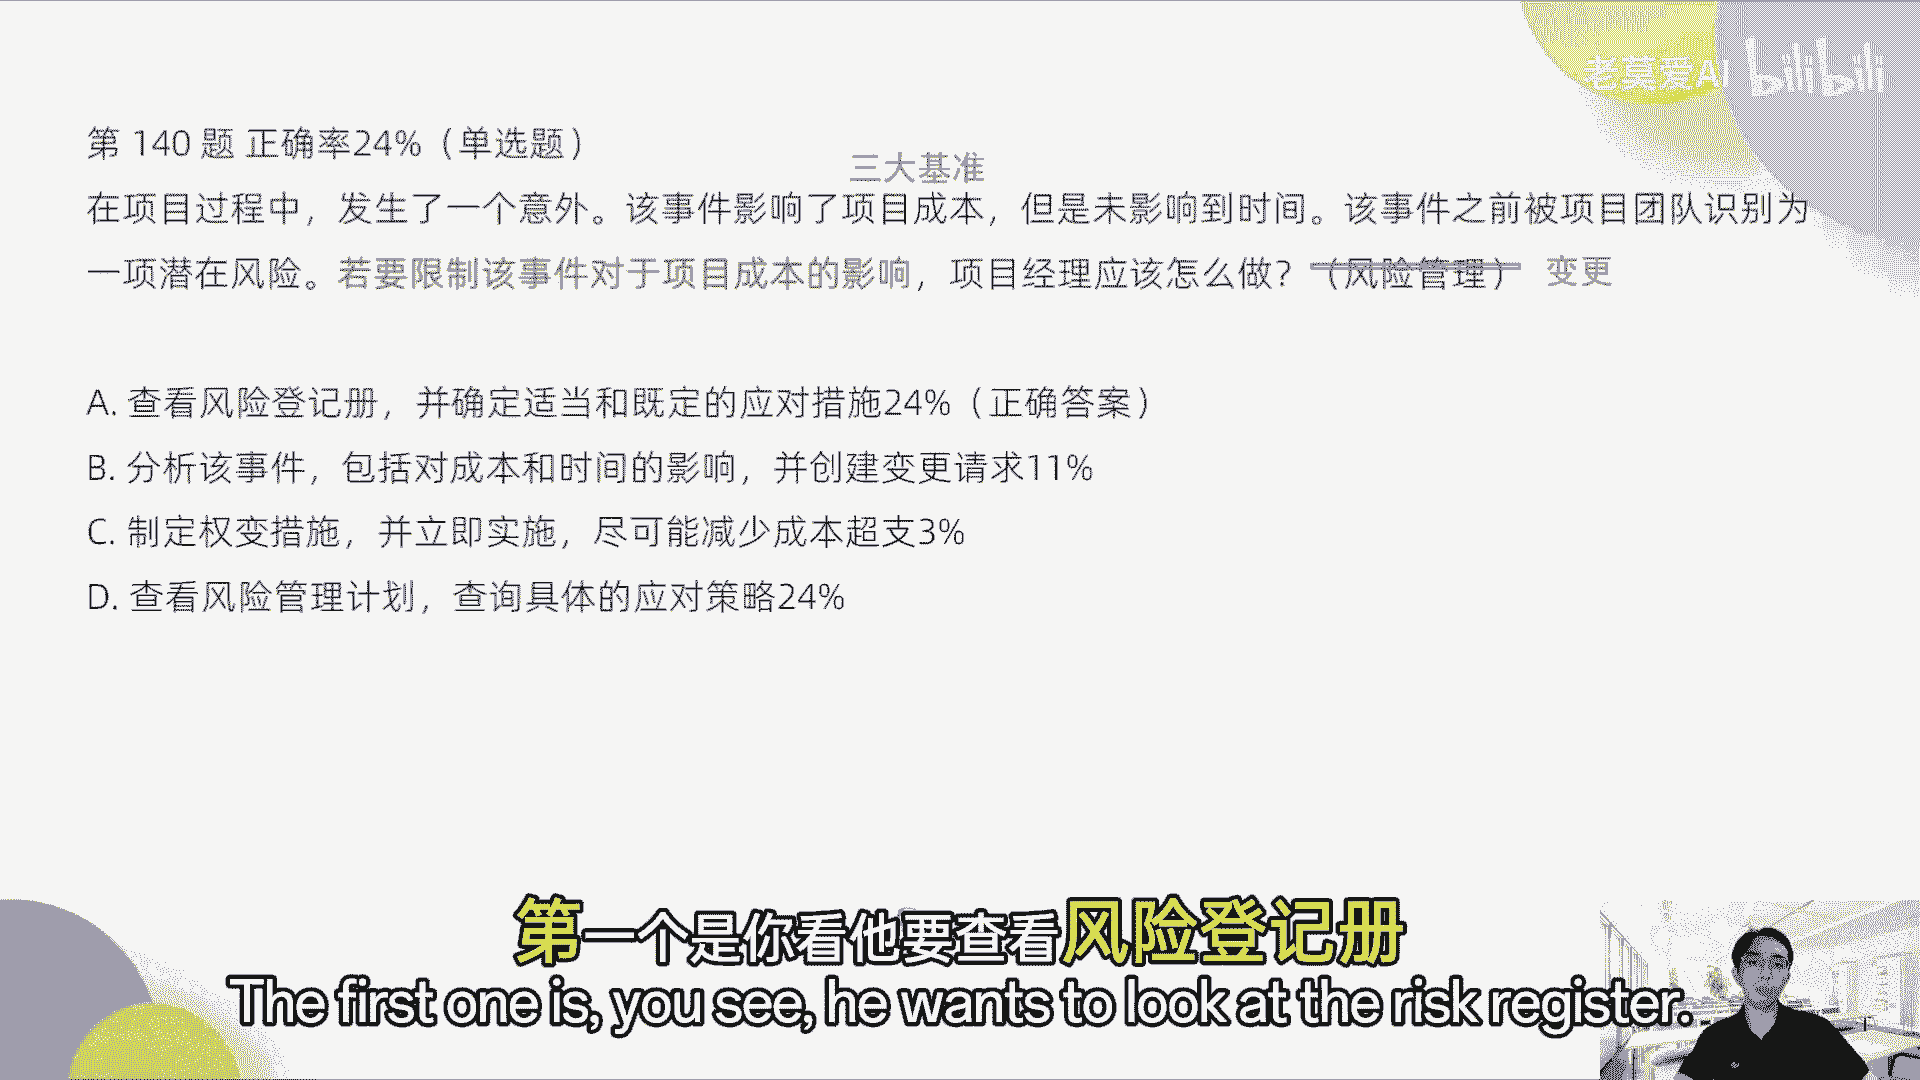 老莫爱AI bilibili
第 140 题 正确率24%（单选题）
三大基准
在项目过程中，发生了一个意外。该事件影响了项目成本，但是未影响到时间。该事件之前被项目团队识别为
一项潜在风险。若要限制该事件对于项目成本的影响，项目经理应该怎么做？（风险管理） 变更
A. 查看风险登记册，并确定适当和既定的应对措施24%（正确答案）
B. 分析该事件，包括对成本和时间的影响，并创建变更请求11%
C. 制定权变措施，并立即实施，尽可能减少成本超支3%
D. 查看风险管理计划，查询具体的应对策略24%
第一个是你看他要查看风险登记册
The first one is, you see, he wants to look at the risk register.